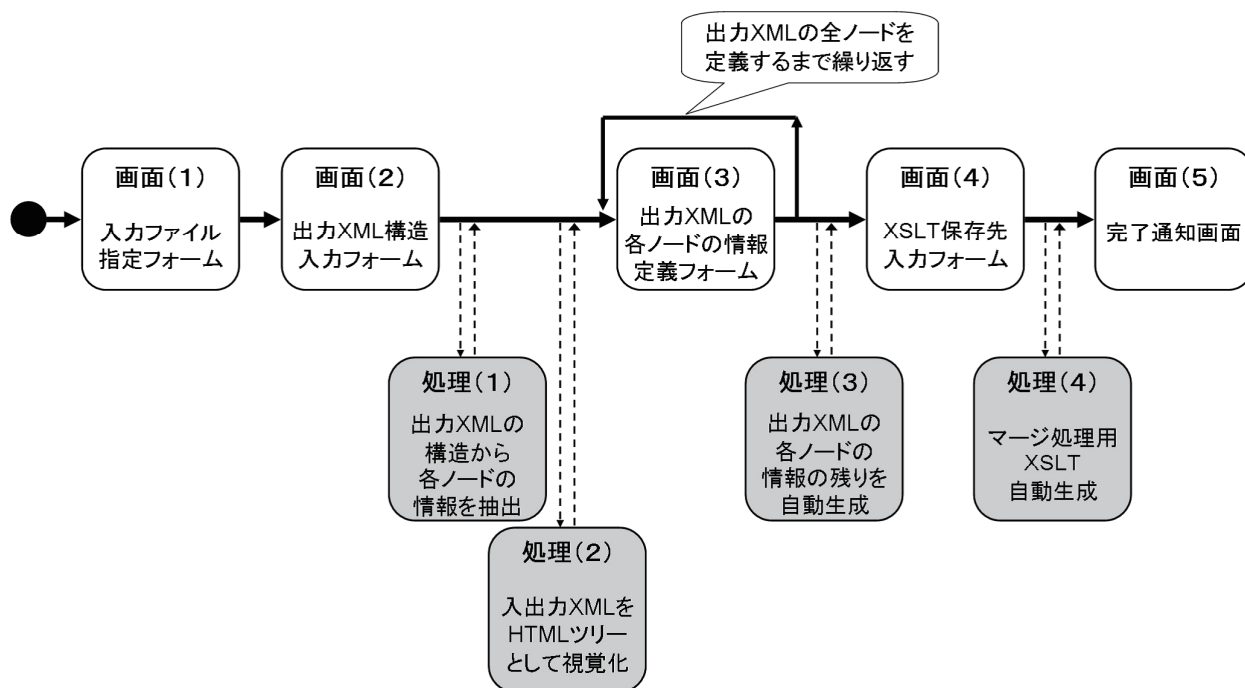 出力XMLの全ノードを
定義するまで繰り返す
画面(1)
入力ファイル
指定フォーム
画面(2)
出力XML構造
入力フォーム
画面(3)
出力XMLの
各ノードの情報
定義フォーム
画面(4)
XSLT保存先
入力フォーム
画面(5)
完了通知画面
処理(1)
出力XMLの
構造から
各ノードの
情報を抽出
処理(2)
入出力XMLを
HTMLツリー
として視覚化
処理(3)
出力XMLの
各ノードの
情報の残りを
自動生成
処理(4)
マージ処理用
XSLT
自動生成